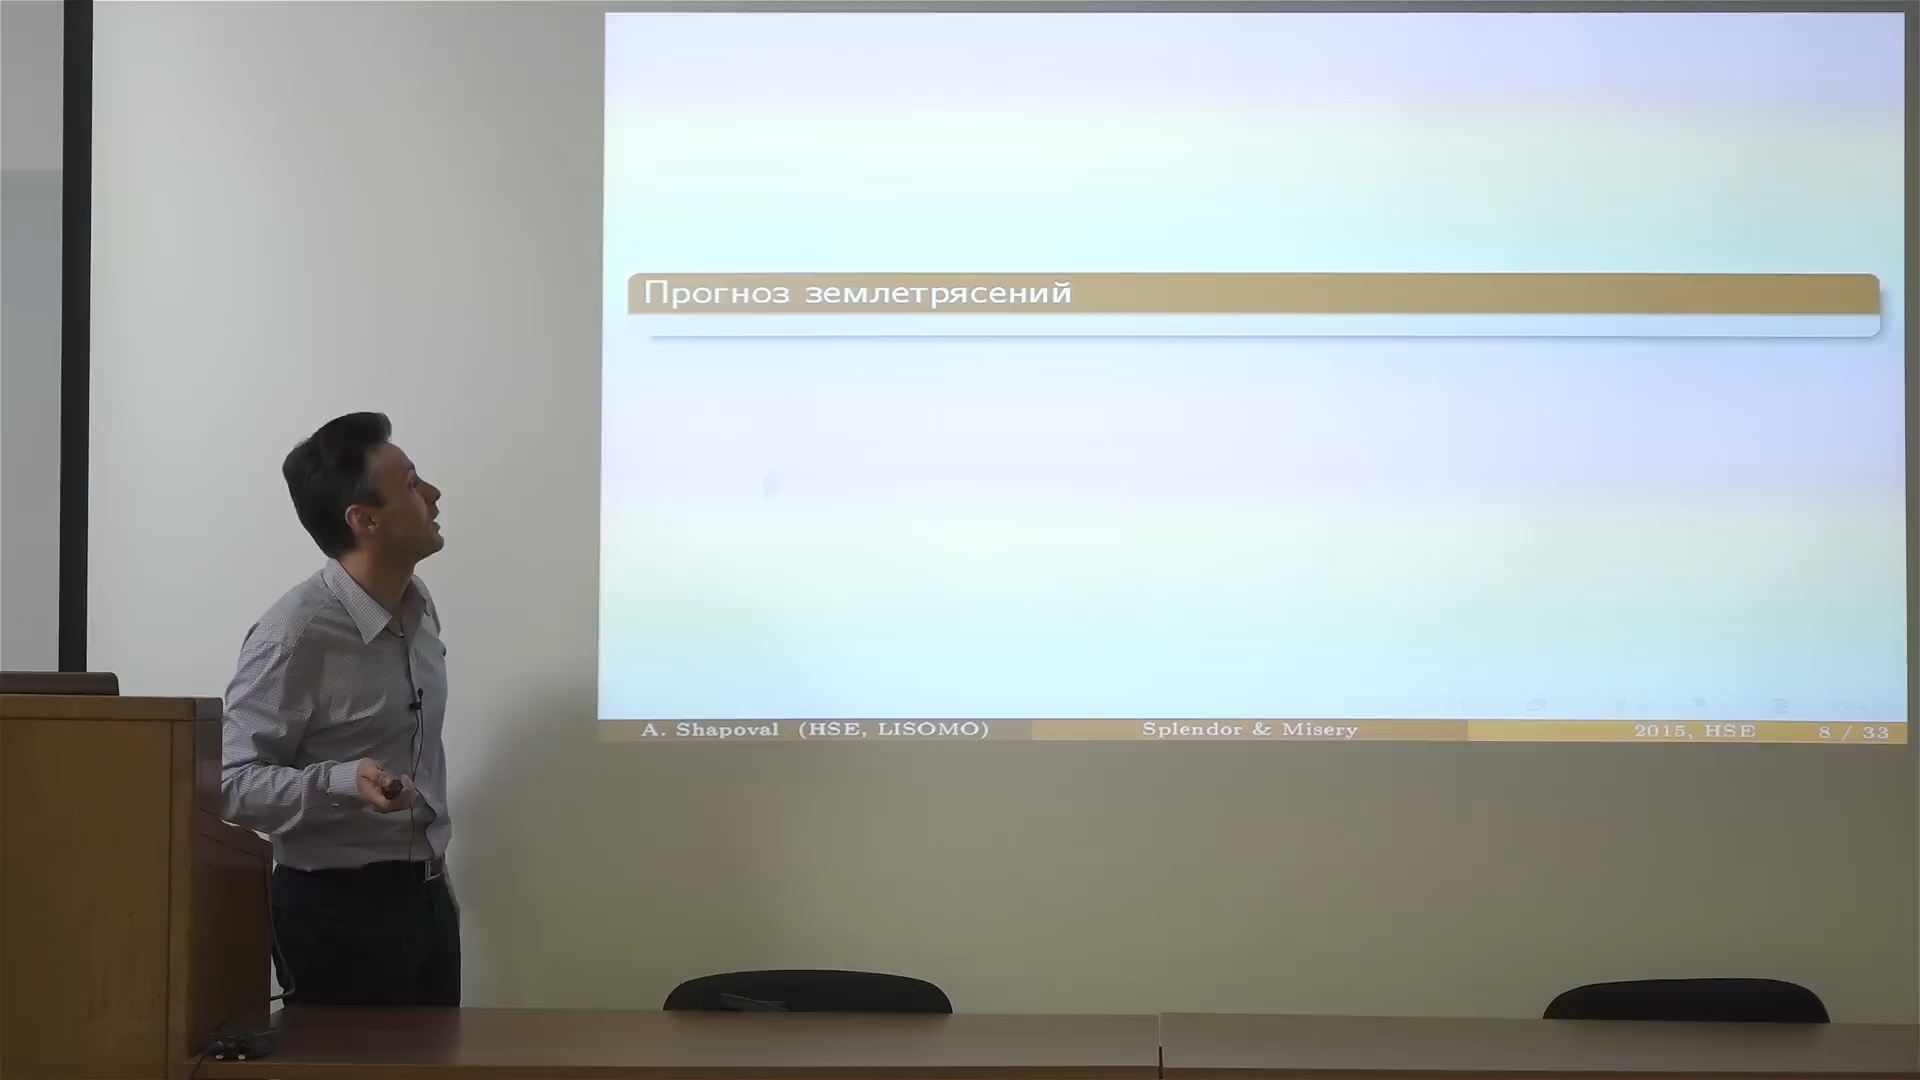 Прогноз землетрясений
A. Shapoval (HSE, LISOMO) Splendor & Misery 2015, HSE 8 / 33